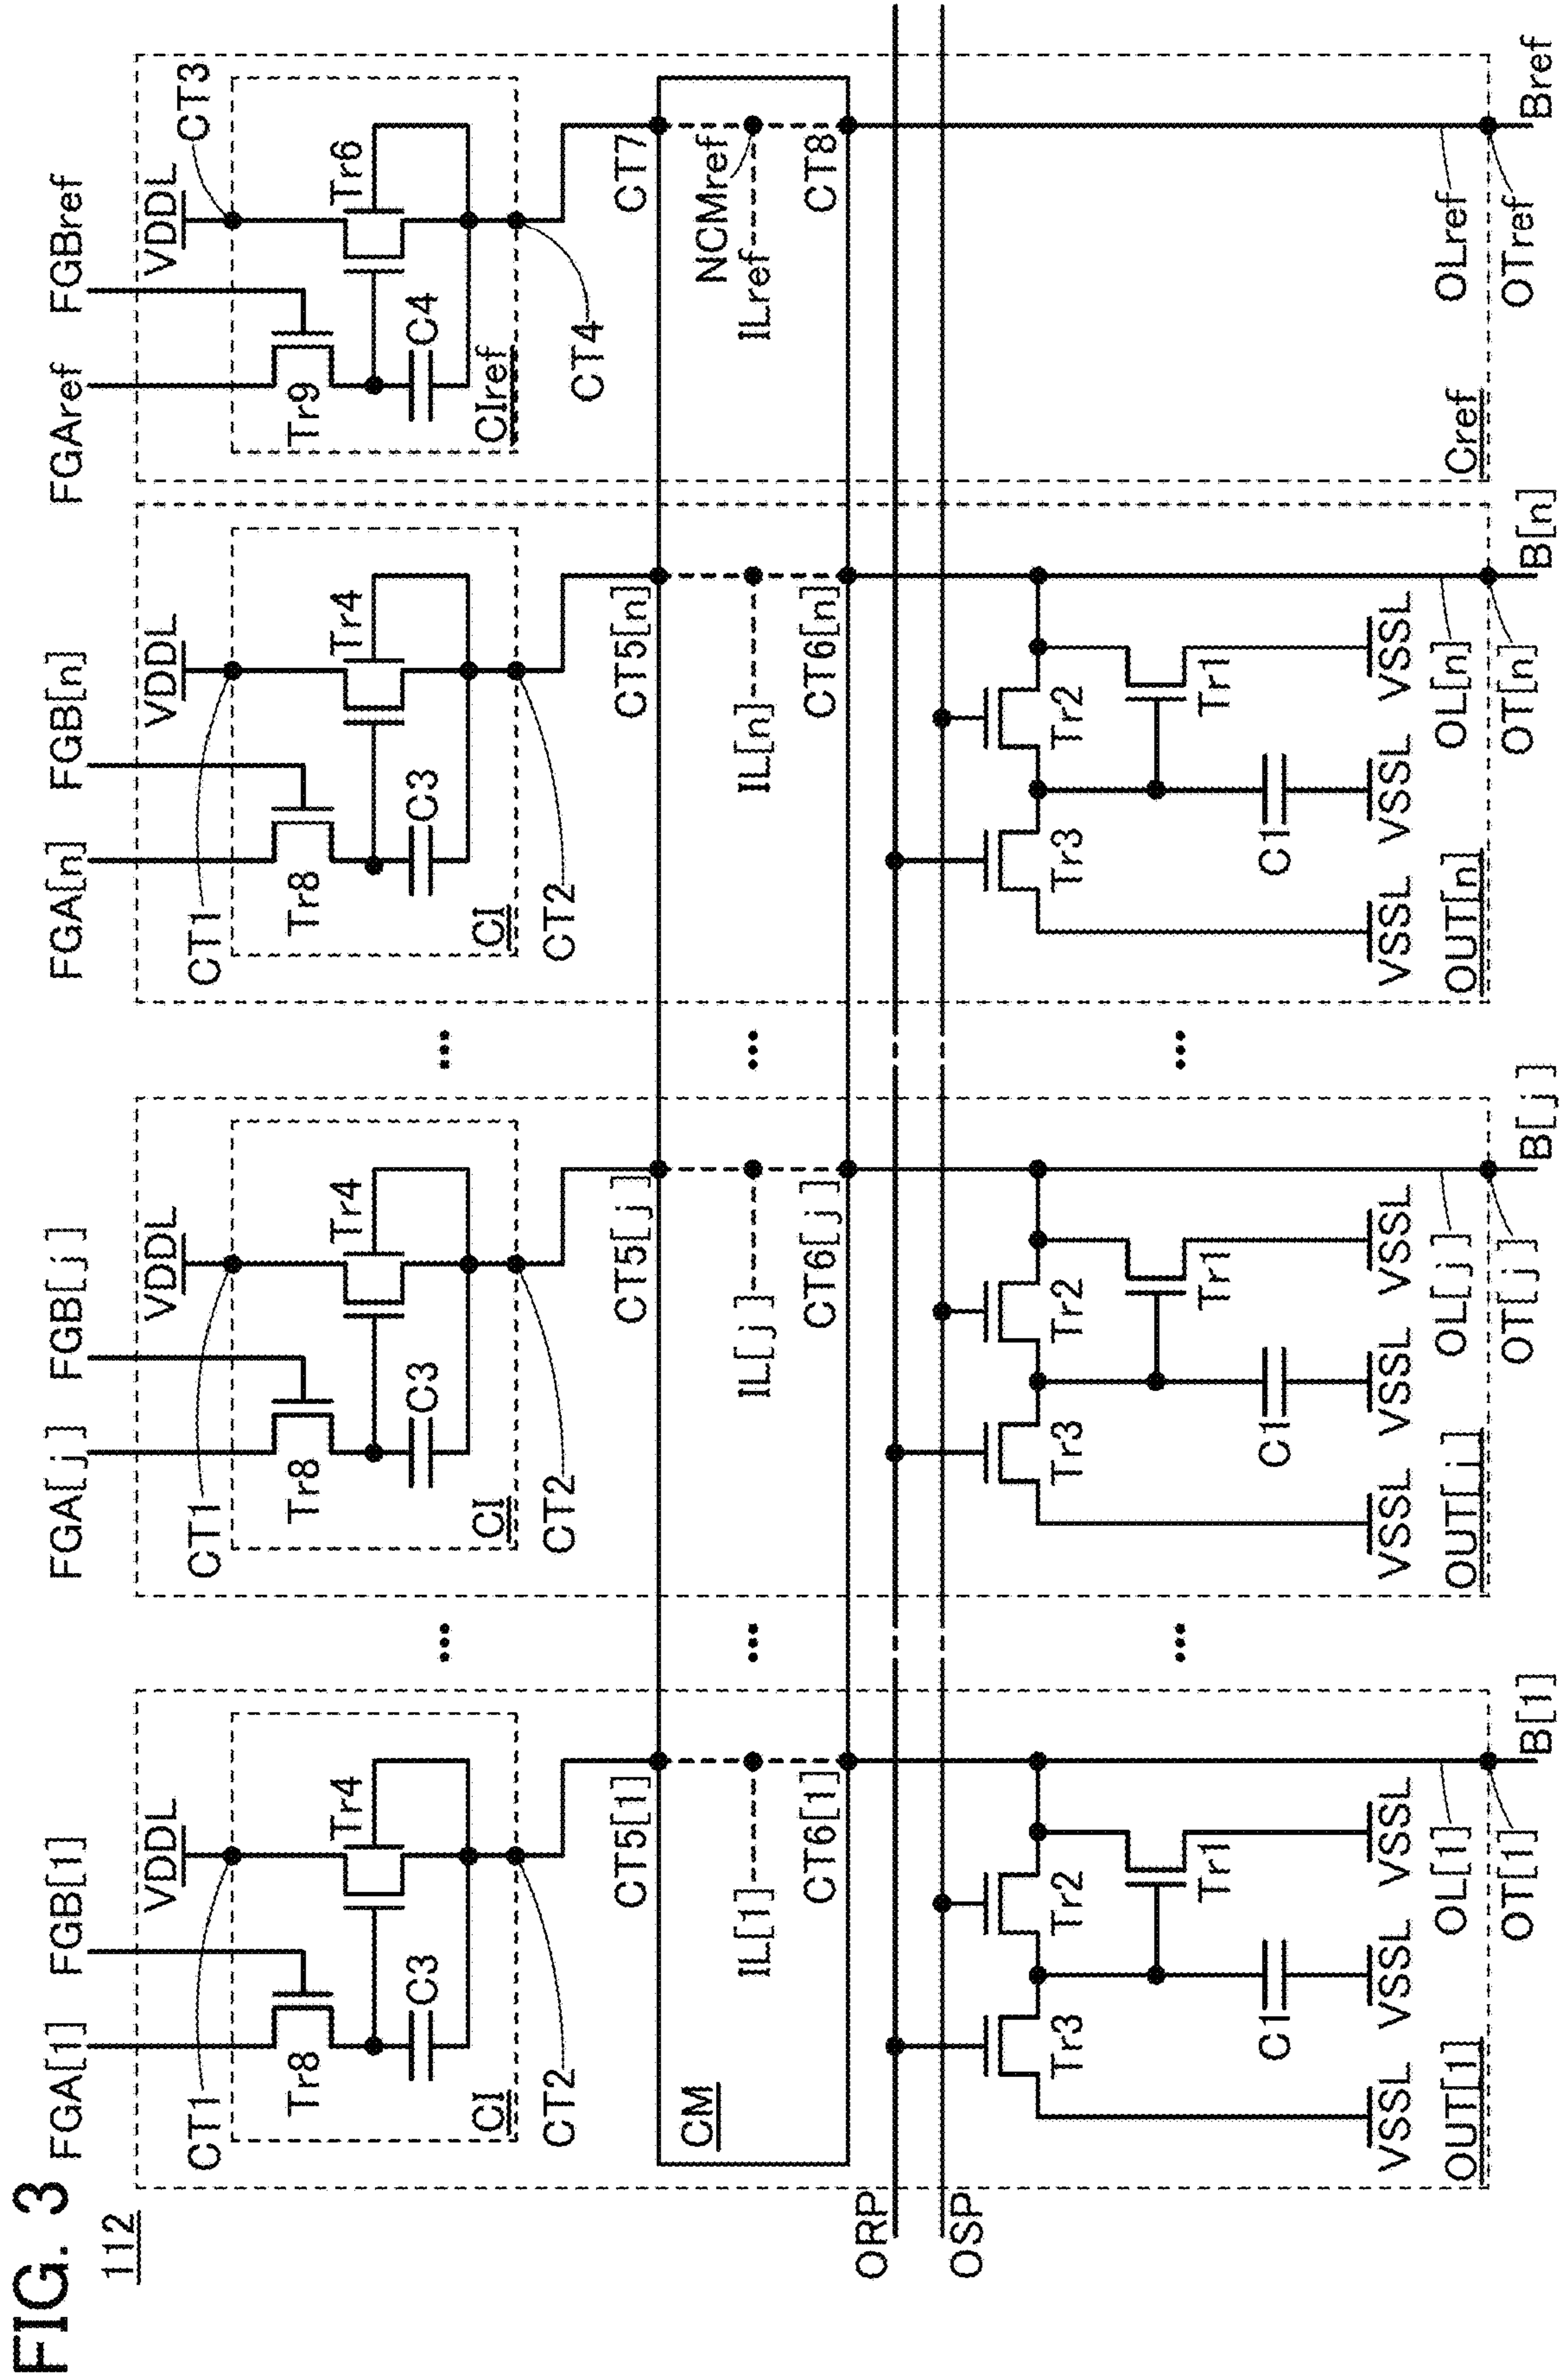 FIG. 3
112
FGA[1] FGB[1] FGA[j] FGB[j] FGA[n] FGB[n] FGAref FGBref
CT1 VDDL CT1 VDDL CT1 VDDL VDDL CT3
Tr8 Tr4 Tr8 Tr4 Tr8 Tr4 Tr9 Tr6
C3 C3 C3 C4
CI CI CI CIref
CT2 CT2 CT2 CT4
... ...
CT5[1] CT5[j] CT5[n] CT7
CM NCMref
IL[1] ... IL[j] ... IL[n] ILref
CT6[1] CT6[j] CT6[n] CT8
ORP
OSP
Tr3 Tr2 Tr3 Tr2 Tr3 Tr2
Tr1 ... Tr1 ... Tr1
C1 C1 C1
VSSL VSSL VSSL VSSL VSSL VSSL VSSL VSSL VSSL
OUT[1] OL[1] OUT[j] OL[j] OUT[n] OL[n] Cref OLref
OT[1] OT[j] OT[n] OTref
B[1] B[j] B[n] Bref